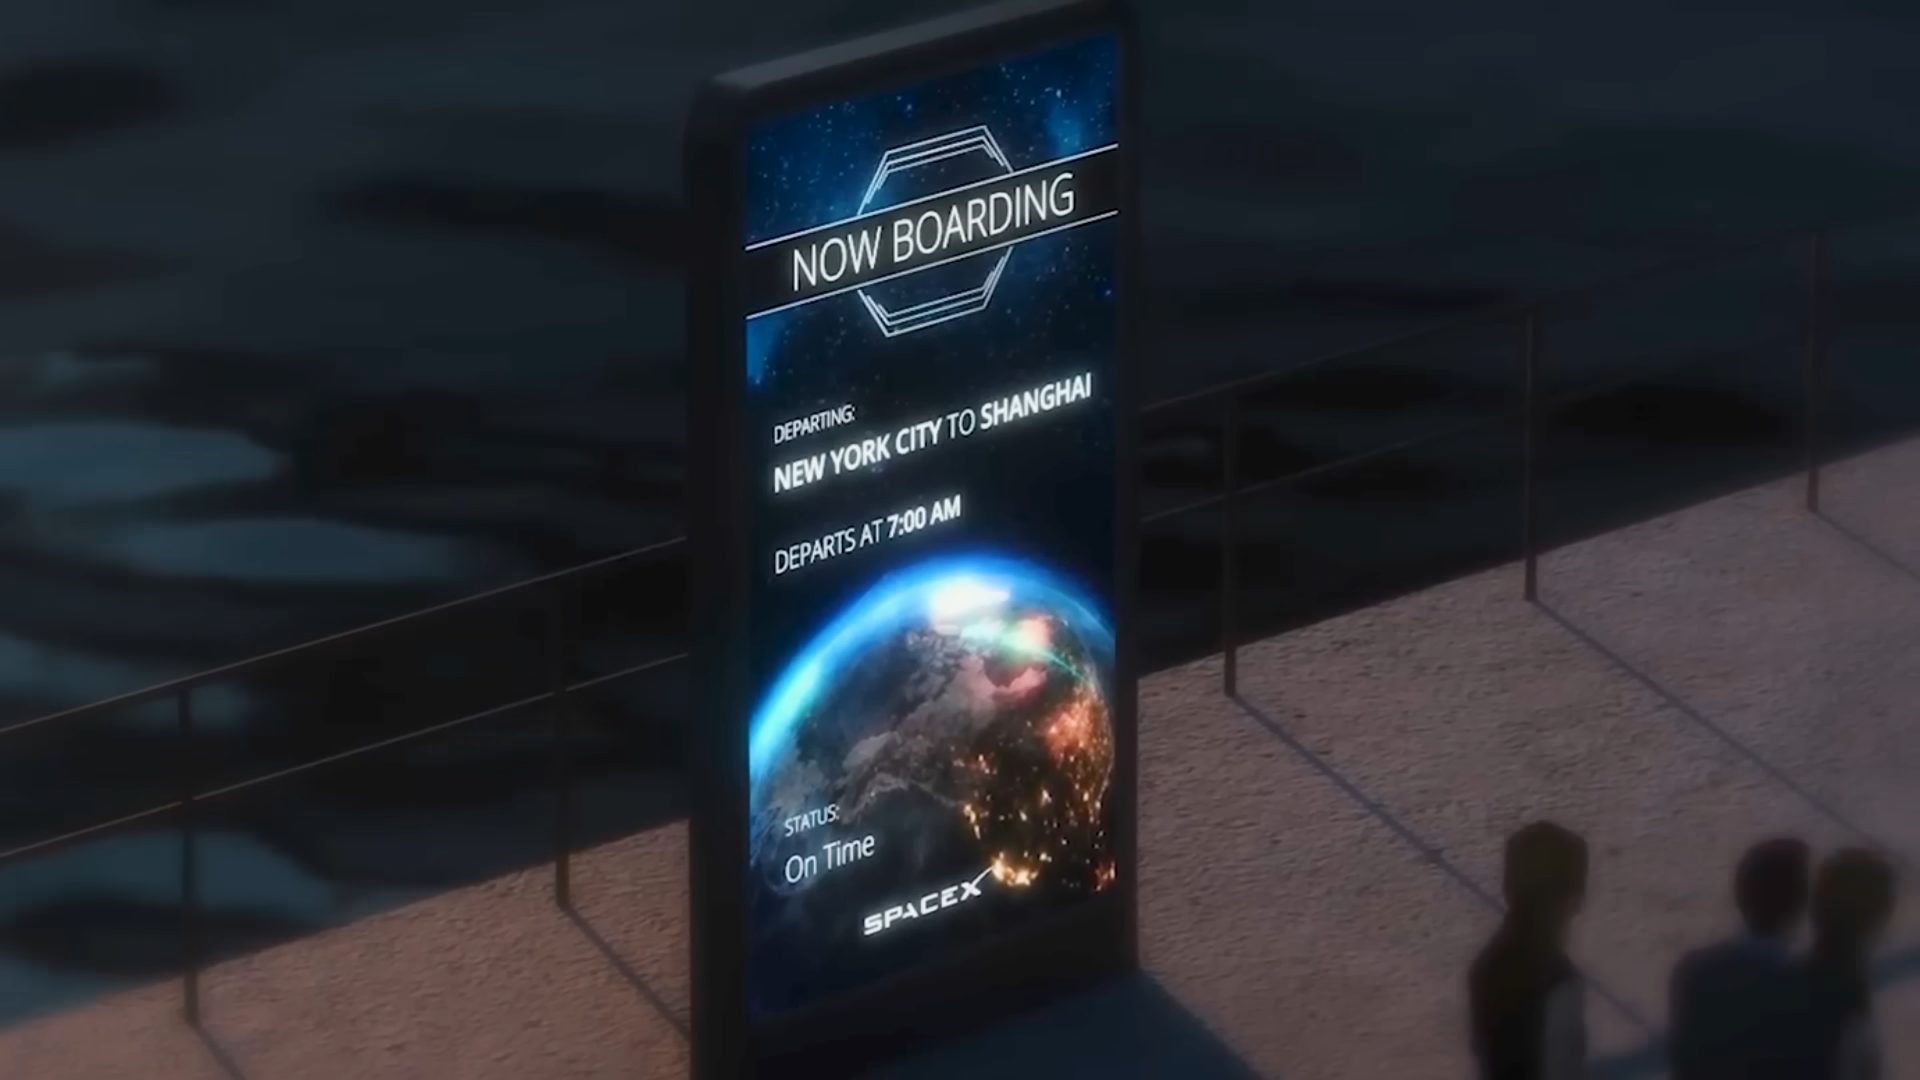 NOW BOARDING
DEPARTING:
NEW YORK CITY TO SHANGHAI
DEPARTS AT 7:00 AM
STATUS:
On Time
SPACEX